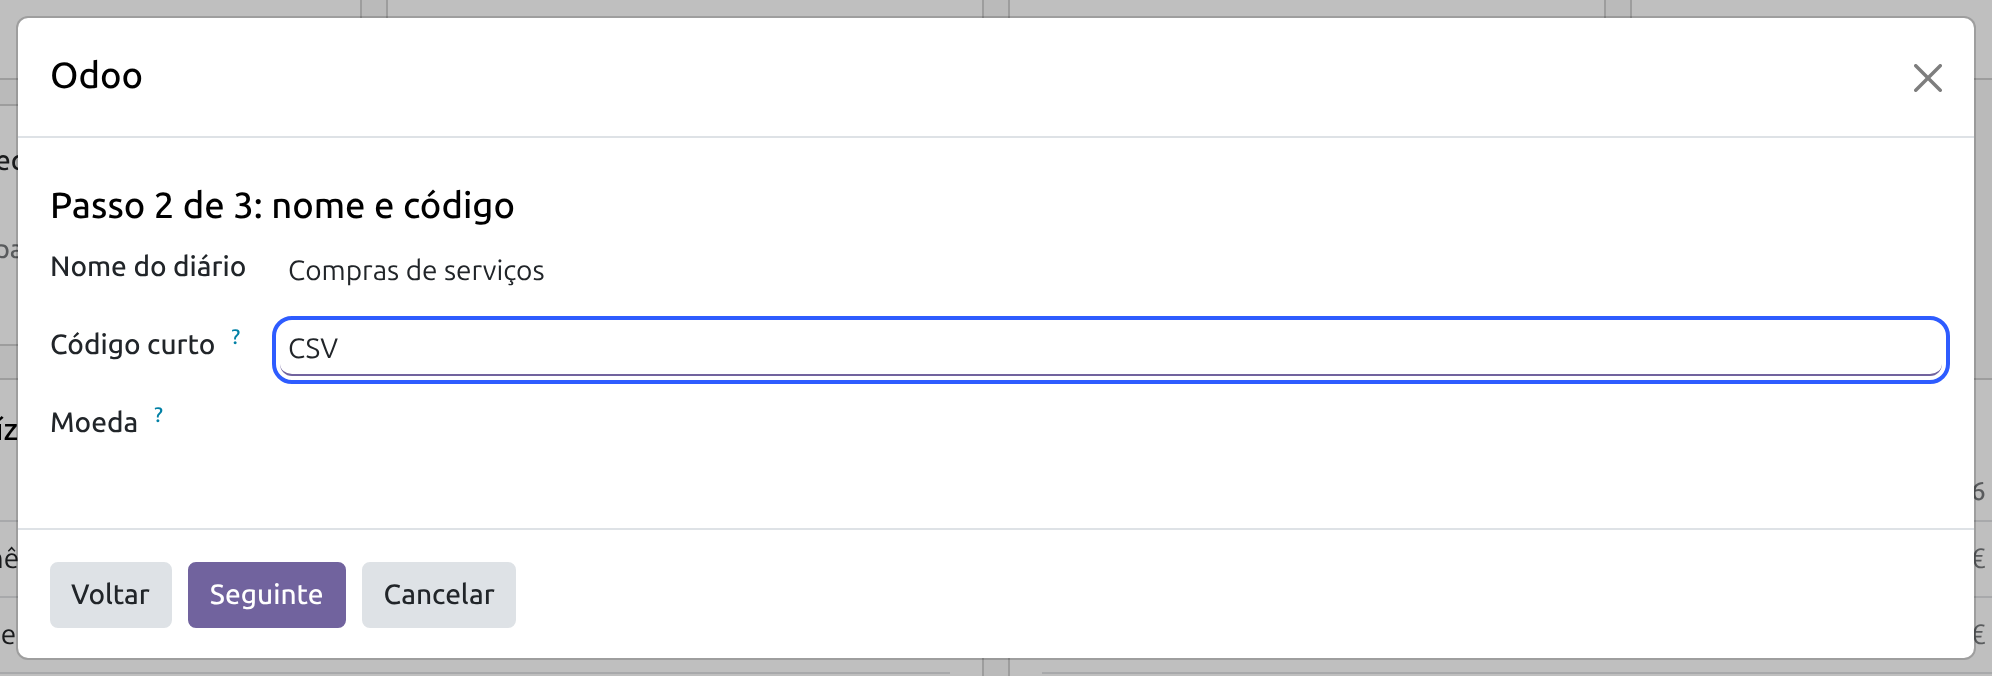 Odoo
Passo 2 de 3: nome e código
Nome do diário Compras de serviços
Código curto ? CSV
Moeda ?
6
€
€
Voltar Seguinte Cancelar